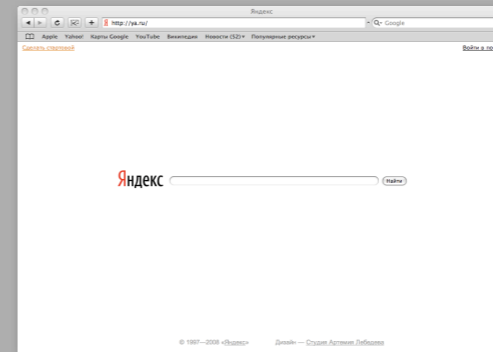 Яндекс
http://ya.ru/
Google
Apple Yahoo! Карты Google YouTube Википедия Новости (52) Популярные ресурсы
Сделать стартовой
Войти в по
Яндекс
Найти
© 1997—2008 «Яндекс» Дизайн — Студия Артемия Лебедева